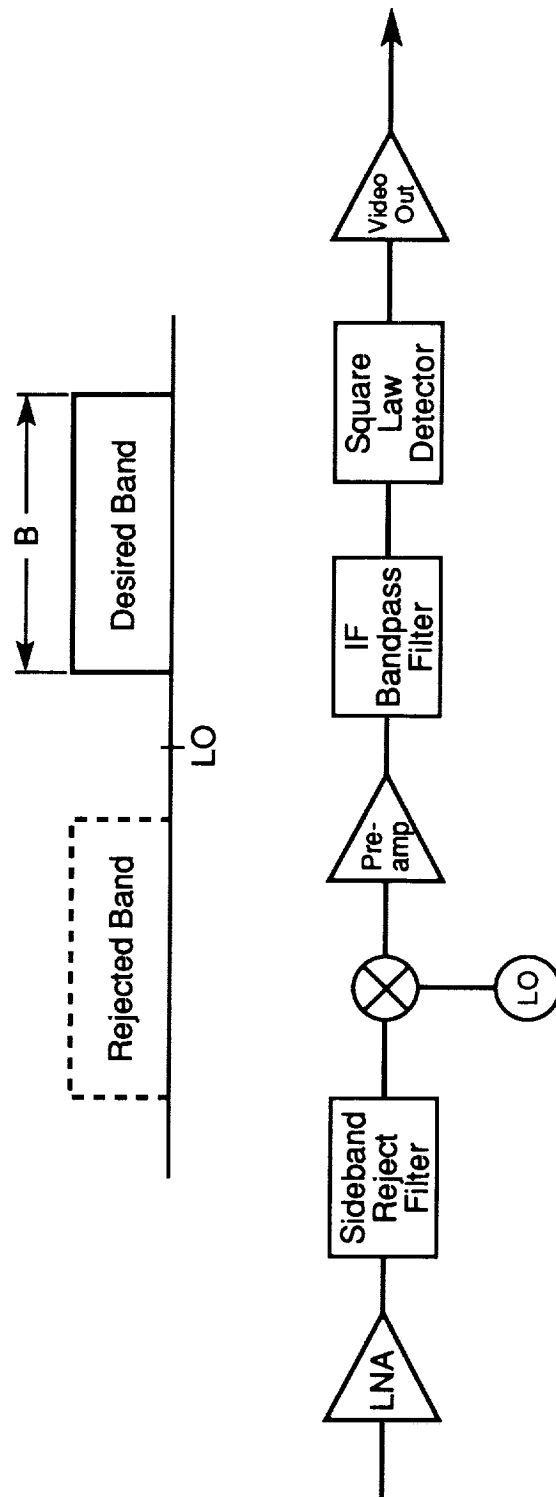 B
Rejected Band
Desired Band
LO
LNA
Sideband
Reject
Filter
LO
Pre-
amp
IF
Bandpass
Filter
Square
Law
Detector
Video
Out